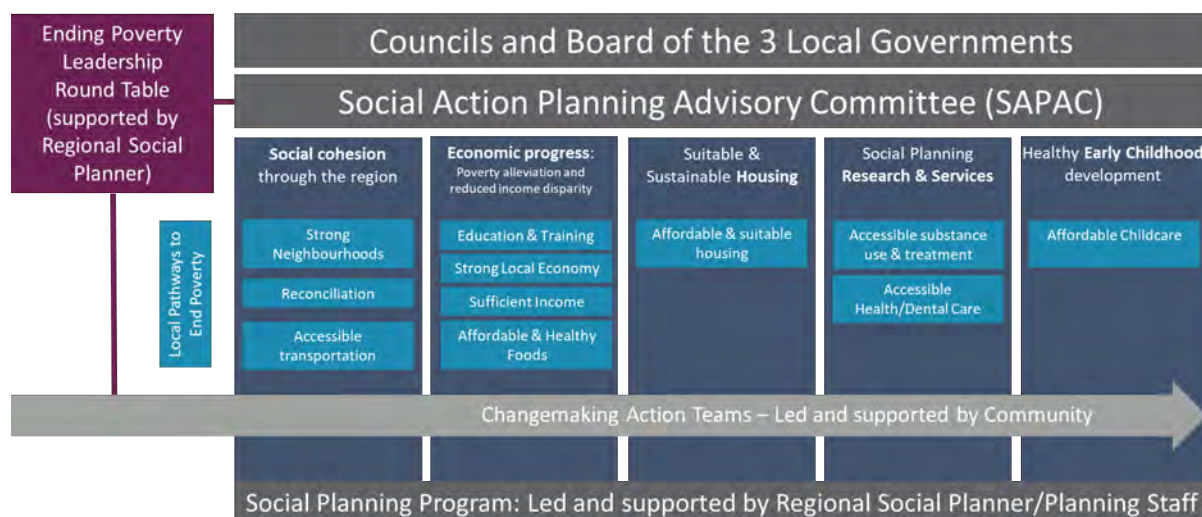 Ending Poverty
Leadership
Round Table
(supported by
Regional Social
Planner)
Councils and Board of the 3 Local Governments
Social Action Planning Advisory Committee (SAPAC)
Local Pathways to
End Poverty
Social cohesion
through the region
Strong
Neighbourhoods
Reconciliation
Accessible
transportation
Economic progress:
Poverty alleviation and
reduced income disparity
Education & Training
Strong Local Economy
Sufficient Income
Affordable & Healthy
Foods
Suitable &
Sustainable Housing
Affordable & suitable
housing
Social Planning
Research & Services
Accessible substance
use & treatment
Accessible
Health/Dental Care
Healthy Early Childhood
development
Affordable Childcare
Changemaking Action Teams – Led and supported by Community
Social Planning Program: Led and supported by Regional Social Planner/Planning Staff